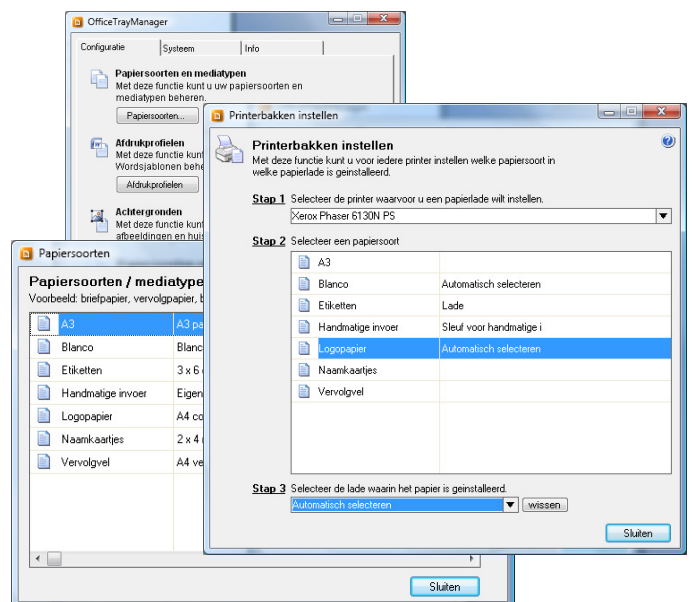 OfficeTrayManager
Configuratie Systeem Info
Papiersoorten en mediatypen
Met deze functie kunt u uw papiersoorten en
mediatypen beheren.
Papiersoorten...
Afdrukprofielen
Met deze functie kunt
Wordsjablonen behe
Afdrukprofielen
Achtergronden
Met deze functie kunt
afbeeldingen en huis
Papiersoorten
Papiersoorten / mediatype
Voorbeeld: briefpapier, vervolgpapier, b
A3 A3 pa
Blanco Blanc
Etiketten 3 x 6
Handmatige invoer Eigen
Logopapier A4 co
Naamkaartjes 2 x 4
Vervolgvel A4 ve
Sluiten
Printerbakken instellen
Printerbakken instellen
Met deze functie kunt u voor iedere printer instellen welke papiersoort in
welke papierlade is geinstalleerd.
Stap 1 Selecteer de printer waarvoor u een papierlade wilt instellen.
Xerox Phaser 6130N PS
Stap 2 Selecteer een papiersoort
A3
Blanco Automatisch selecteren
Etiketten Lade
Handmatige invoer Sleuf voor handmatige i
Logopapier Automatisch selecteren
Naamkaartjes
Vervolgvel
Stap 3 Selecteer de lade waarin het papier is geinstalleerd.
Automatisch selecteren wissen
Sluiten